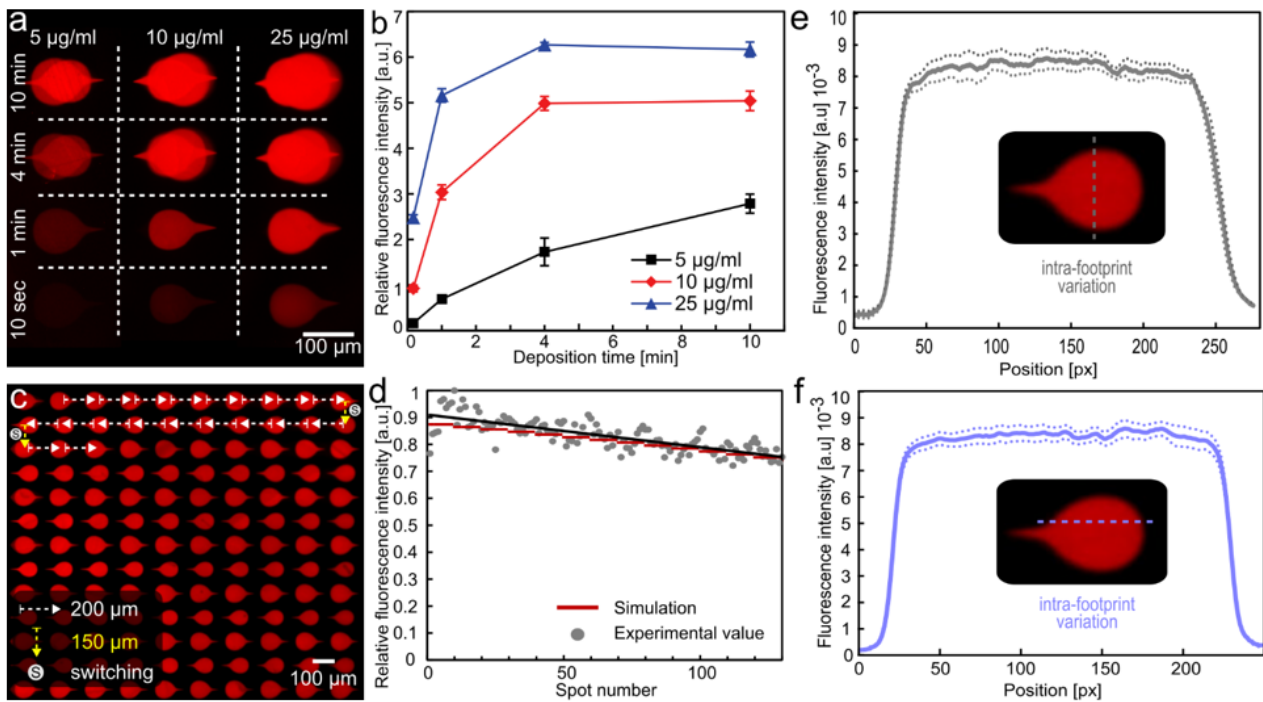 a
5 µg/ml 10 µg/ml 25 µg/ml
10 min
4 min
1 min
10 sec
100 µm
b
Relative fluorescnce intensity [a.u.]
7
6
5
4
3
2
1
0
0 2 4 6 8 10
Deposition time [min]
5 µg/ml
10 µg/ml
25 µg/ml
c
S
S
200 µm
150 µm
S switching
100 µm
d
Relative fluorescence intensity [a.u.]
1
0.9
0.8
0.7
0.6
0.5
0.4
0.3
0.2
0.1
0
0 50 100
Spot number
Simulation
Experimental value
e
Fluorescence intensity [a.u] 10⁻³
10
9
8
7
6
5
4
3
2
1
0
0 50 100 150 200 250
Position [px]
intra-footprint
variation
f
Fluorescence intensity [a.u] 10⁻³
10
9
8
7
6
5
4
3
2
1
0
0 50 100 150 200
Position [px]
intra-footprint
variation